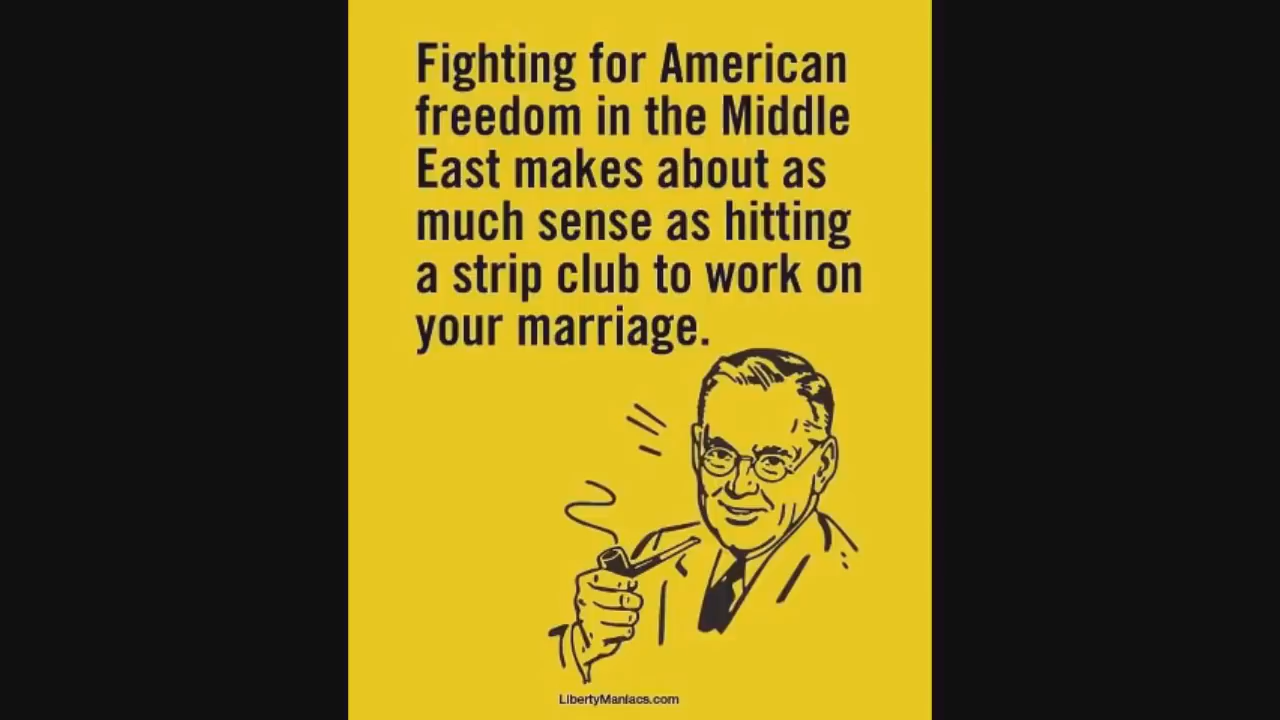 Fighting for American
freedom in the Middle
East makes about as
much sense as hitting
a strip club to work on
your marriage.
LibertyManiacs.com